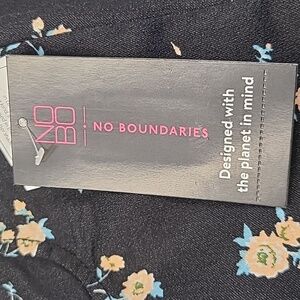 NO
BO
NO BOUNDARIES
Designed with
the planet in mind